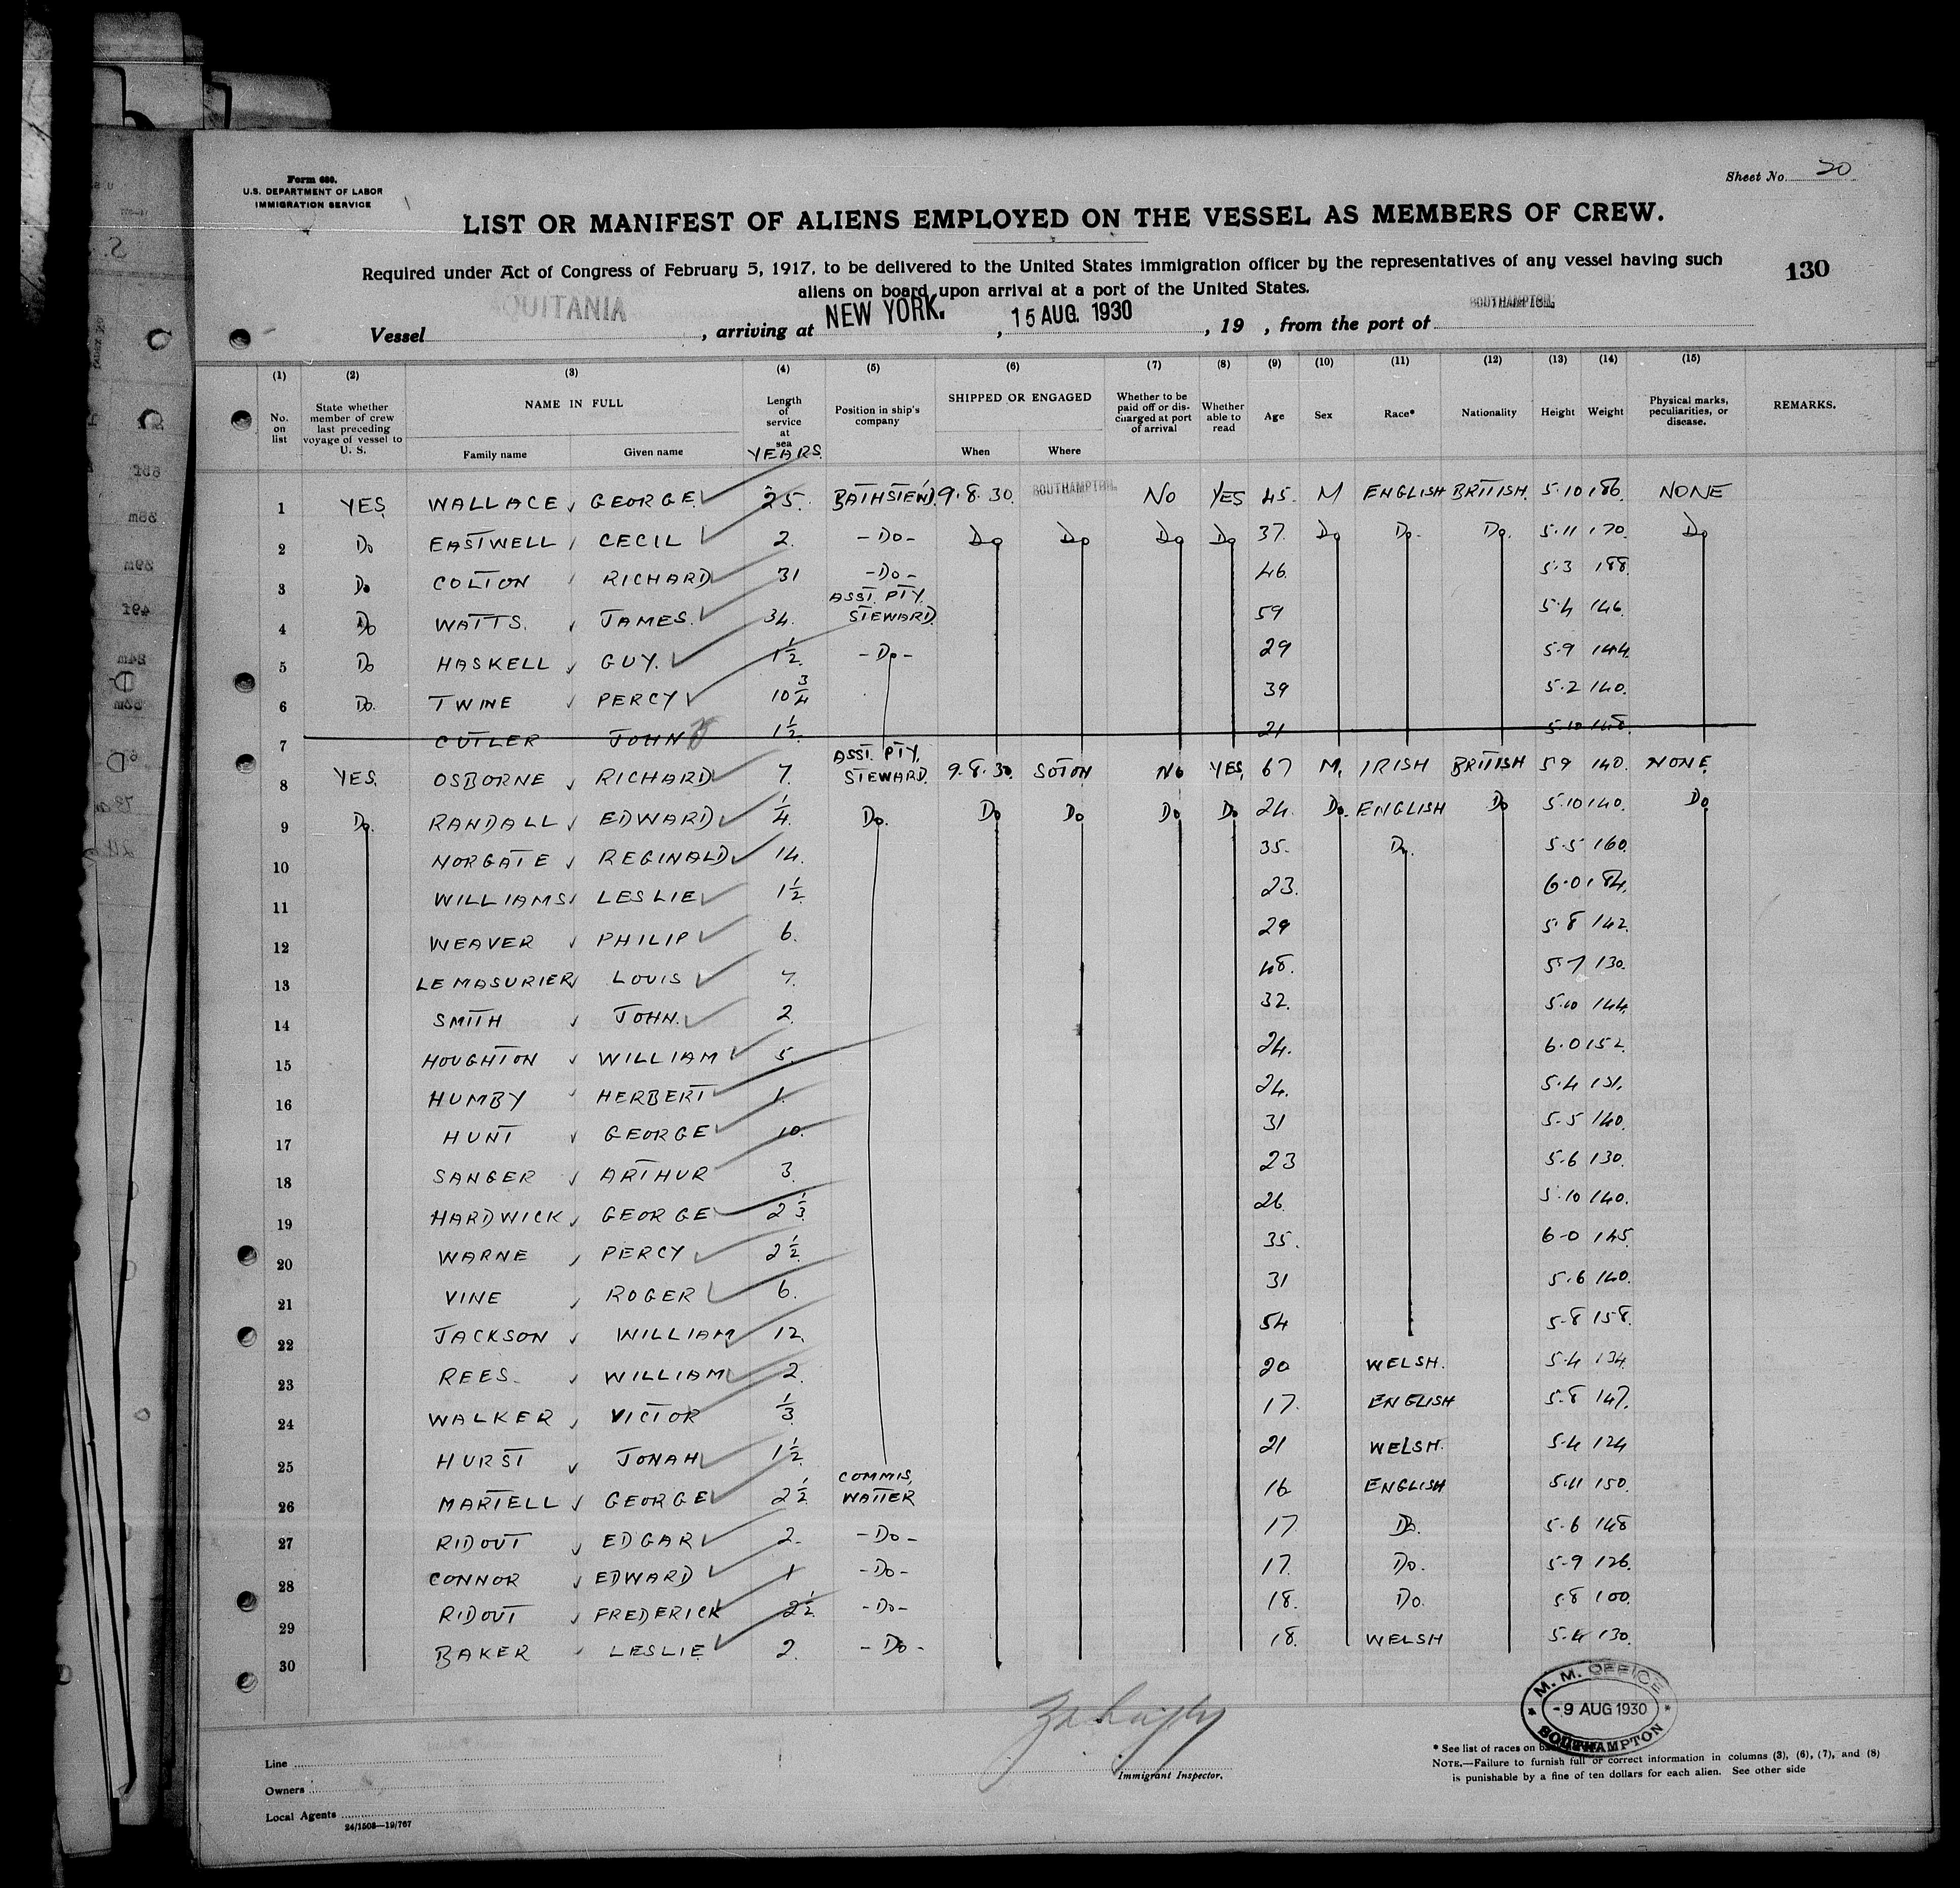 Form 680.
U.S. DEPARTMENT OF LABOR
IMMIGRATION SERVICE
Sheet No. 20
LIST OR MANIFEST OF ALIENS EMPLOYED ON THE VESSEL AS MEMBERS OF CREW.
Required under Act of Congress of February 5, 1917, to be delivered to the United States immigration officer by the representatives of any vessel having such
aliens on board upon arrival at a port of the United States.
130
Vessel AQUITANIA, arriving at NEW YORK., 15 AUG. 1930, 19 , from the port of SOUTHAMPTON.
(1) (2) (3) (4) (5) (6) (7) (8) (9) (10) (11) (12) (13) (14) (15)
No. on list State whether member of crew last preceding voyage of vessel to U. S. NAME IN FULL Length of service at sea Position in ship's company SHIPPED OR ENGAGED Whether to be paid off or discharged at port of arrival Whether able to read Age Sex Race* Nationality Height Weight Physical marks, peculiarities, or disease. REMARKS.
Family name Given name YEARS. When Where
1 YES WALLACE GEORGE 25. BATHSTEWD. 9.8.30. SOUTHAMPTON. NO YES 45. M ENGLISH BRITISH. 5.10 186. NONE
2 Do EASTWELL CECIL 2. -Do- Do Do Do Do 37. Do Do. Do. 5.11 170. Do
3 Do COLTON RICHARD 31 -Do- 46. 5.3 188.
4 Do WATTS. JAMES. 34. ASST. PTY. STEWARD. 59 5.4 146.
5 Do HASKELL GUY. 1½ -Do- 29 5.9 144.
6 Do. TWINE PERCY 10¾ 39 5.2 140.
7 CUTLER JOHN 1½ 21 5.10 148.
8 YES. OSBORNE RICHARD 7. ASST. PTY. STEWARD. 9.8.30. SOTON NO YES, 67 M, IRISH BRITISH 5.9 140. NONE.
9 Do. RANDALL EDWARD ¼. Do. Do Do Do Do 24. Do. ENGLISH Do 5.10 140. Do
10 NORGATE REGINALD 14. 35. Do. 5.5 160.
11 WILLIAMS LESLIE 1½ 23. 6.0 184.
12 WEAVER PHILIP 6. 29 5.8 142.
13 LE MASURIER LOUIS 7. 48. 5.7 130.
14 SMITH JOHN. 2. 32. 5.10 144.
15 HOUGHTON WILLIAM 5. 24. 6.0 152.
16 HUMBY HERBERT 1. 24. 5.4 131.
17 HUNT GEORGE 10. 31 5.5 140.
18 SANGER ARTHUR 3. 23 5.6 130.
19 HARDWICK GEORGE 2⅓ 26. 5.10 140.
20 WARNE PERCY 2½ 35. 6-0 145.
21 VINE ROGER 6. 31 5.6 140.
22 JACKSON WILLIAM 12. 54 5.8 158.
23 REES. WILLIAM 2. 20 WELSH. 5.4 134.
24 WALKER VICTOR ⅓ 17. ENGLISH 5.8 147.
25 HURST JONAH 1½ 21 WELSH. 5.4 124
26 MARTELL GEORGE 2½ COMMIS, WAITER 16 ENGLISH 5.11 150.
27 RIDOUT EDGAR 2. -Do- 17 Do. 5.6 148
28 CONNOR EDWARD 1 -Do- 17. Do. 5-9 126.
29 RIDOUT FREDERICK 2½ -Do- 18. Do. 5.8 100.
30 BAKER LESLIE 2. -Do- 18. WELSH 5.4 130.
M. M. OFFICE
-9 AUG 1930
SOUTHAMPTON
Line
Owners
Local Agents
24/1508—19/767
Immigrant Inspector.
* See list of races on
NOTE.—Failure to furnish full or correct information in columns (3), (6), (7), and (8)
is punishable by a fine of ten dollars for each alien. See other side